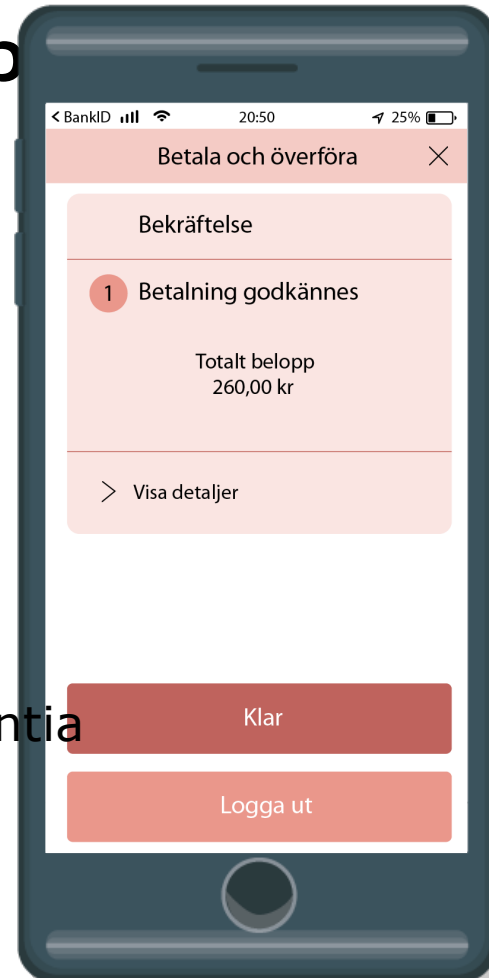 BankID 20:50 25%
Betala och överföra
Bekräftelse
1 Betalning godkännes
Totalt belopp
260,00 kr
Visa detaljer
ntia
Klar
Logga ut